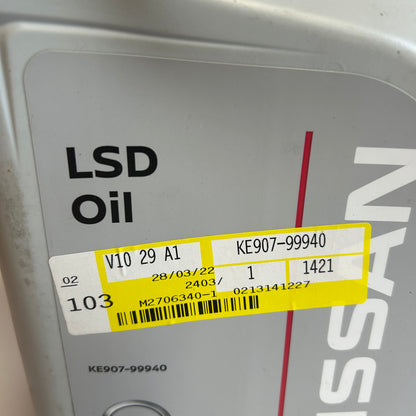 LSD
Oil
V10 29 A1
KE907-99940
02
28/03/22
1
1421
2403/
103
M2706340-1
0213141227
KE907-99940
NISSAN